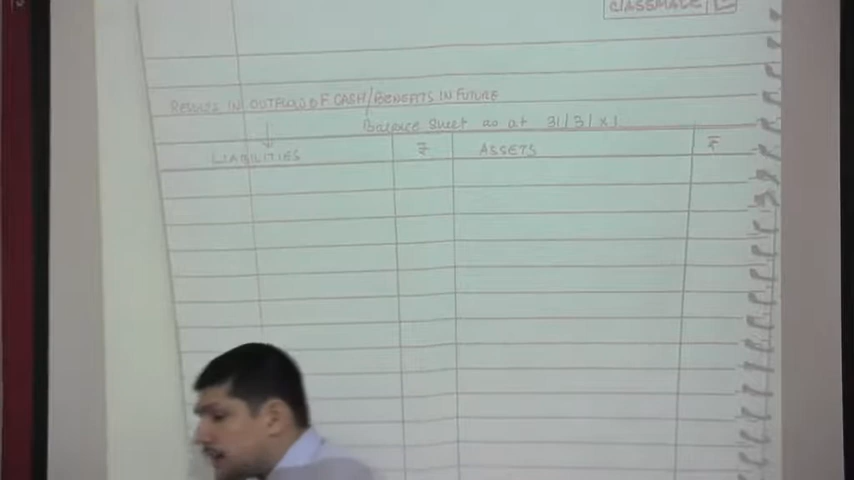 CLASSMATE
RESULTS IN OUTFLOW OF CASH/BENEFITS IN FUTURE
Balance Sheet as at 31/3/x1
LIABILITIES ₹ ASSETS ₹